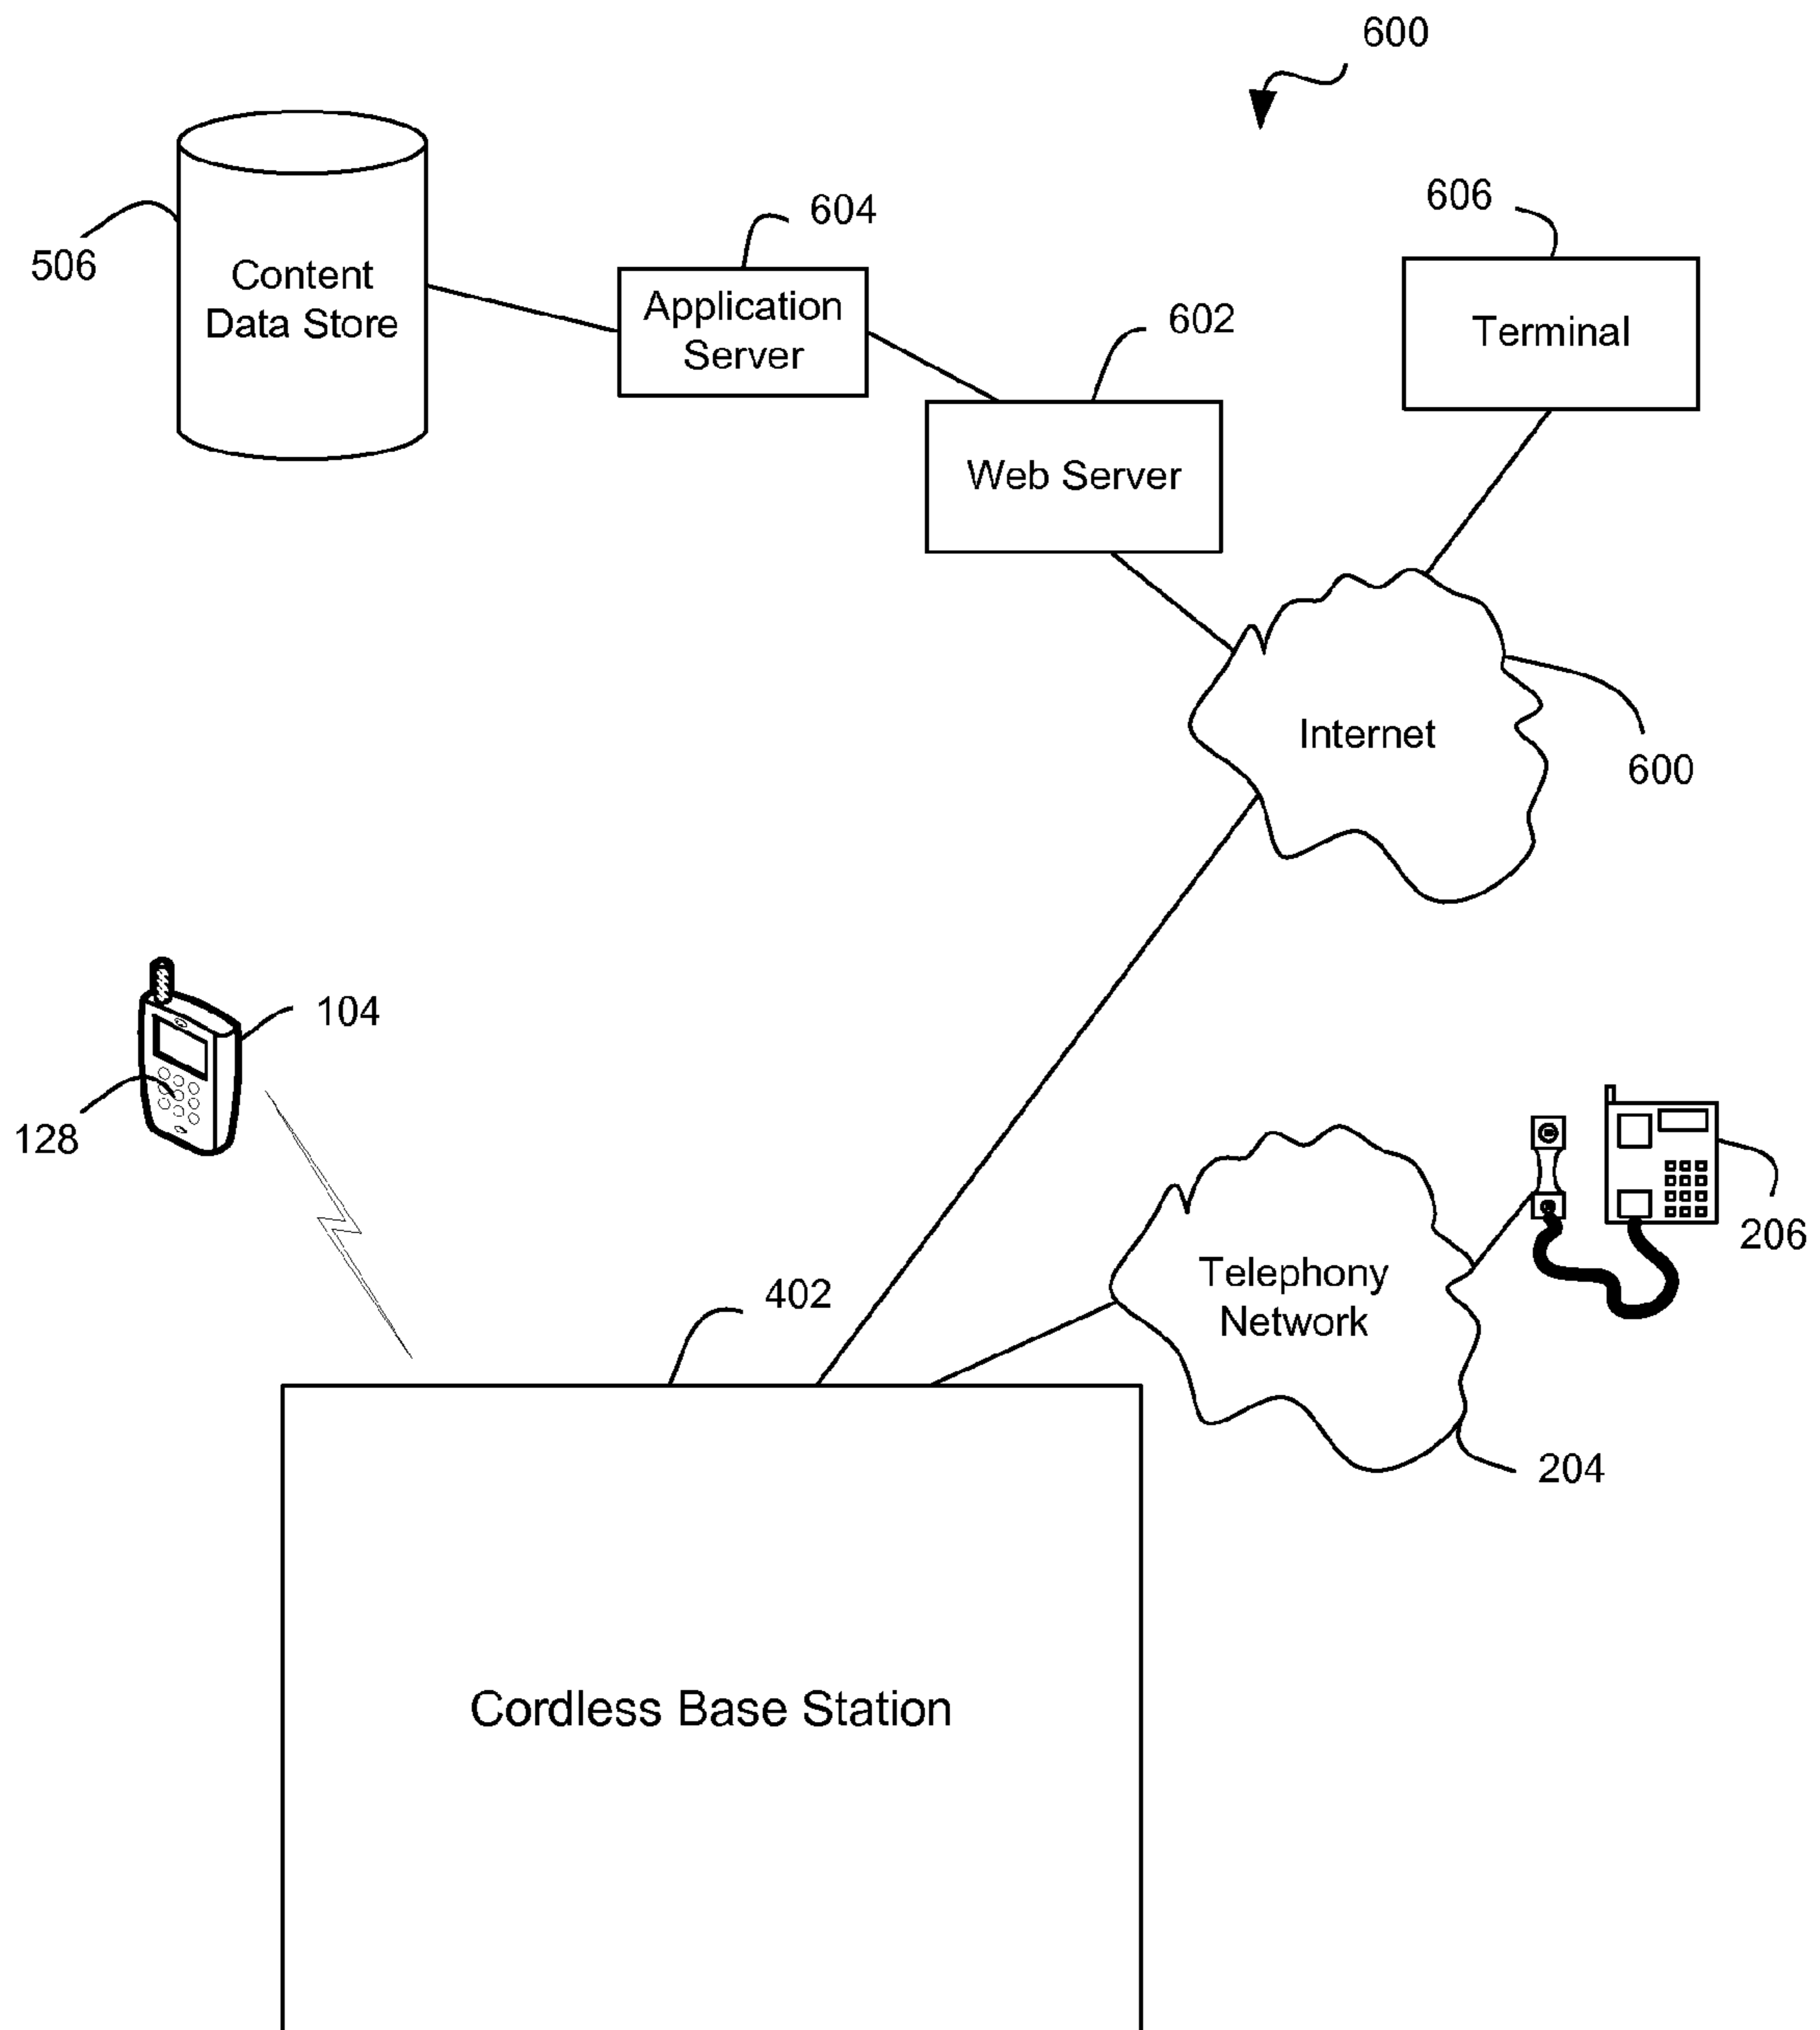 600
604
606
506
Content
Data Store
Application
Server
602
Terminal
Web Server
Internet
600
104
128
206
Telephony
Network
402
204
Cordless Base Station